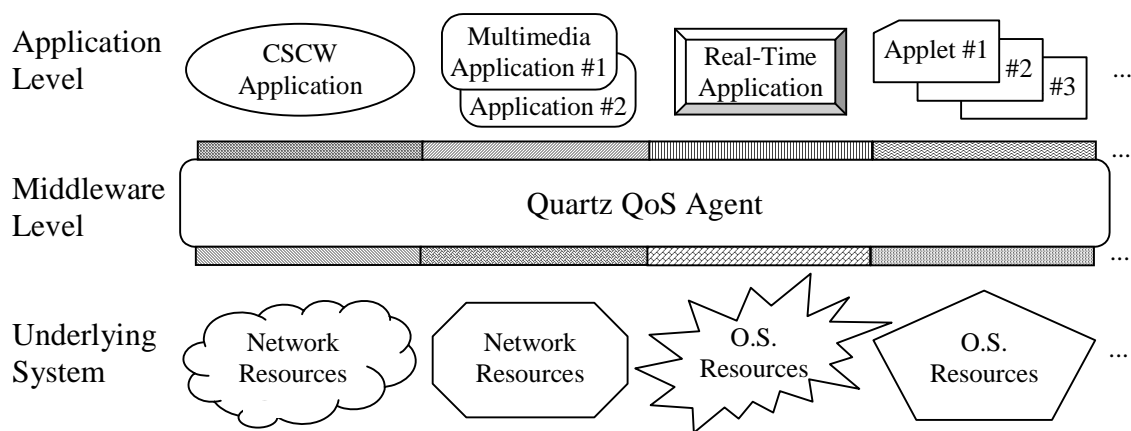 Application
Level
CSCW
Application
Multimedia
Application #1
Application #2
Real-Time
Application
Applet #1
#2
#3
...
...
Middleware
Level
Quartz QoS Agent
...
Underlying
System
Network
Resources
Network
Resources
O.S.
Resources
O.S.
Resources
...